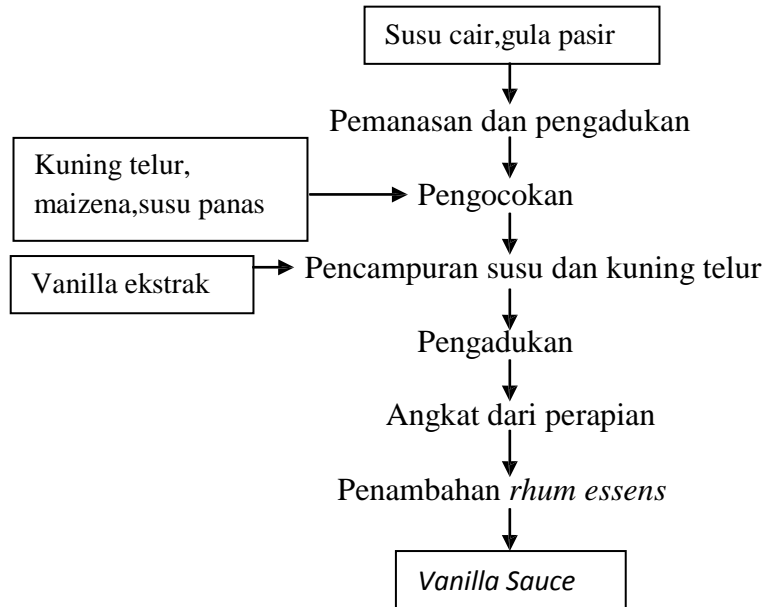 Susu cair,gula pasir
Pemanasan dan pengadukan
Kuning telur,
maizena,susu panas
Pengocokan
Vanilla ekstrak
Pencampuran susu dan kuning telur
Pengadukan
Angkat dari perapian
Penambahan rhum essens
Vanilla Sauce